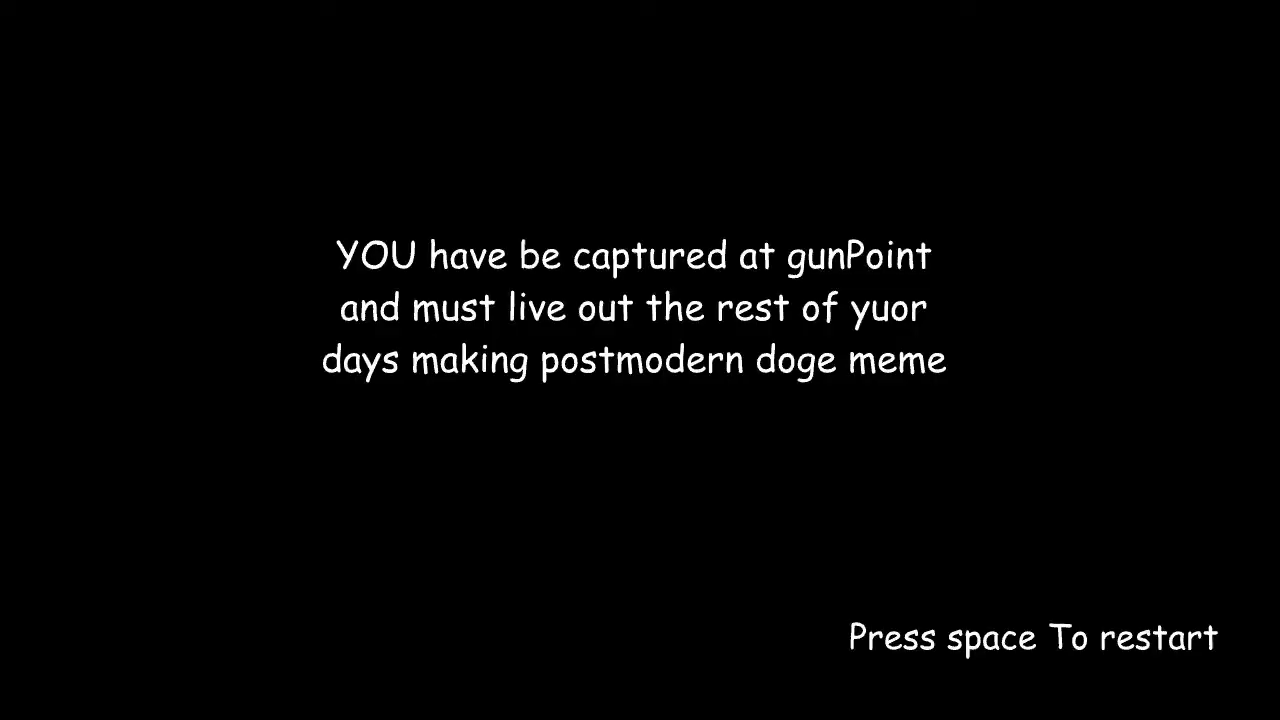 YOU have be captured at gunPoint
and must live out the rest of yuor
days making postmodern doge meme
Press space To restart